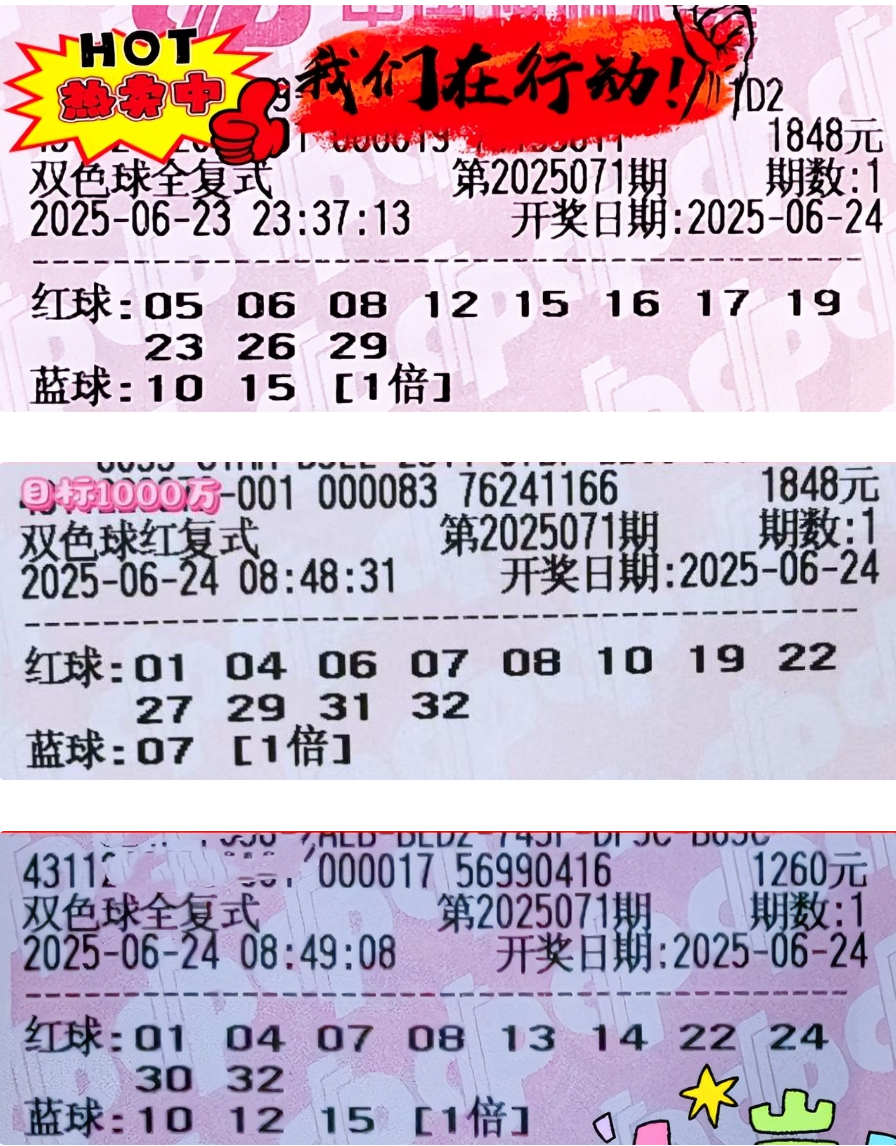 HOT
热卖中
我们在行动!
D2
1848元
双色球全复式 第2025071期 期数:1
2025-06-23 23:37:13 开奖日期:2025-06-24
红球:05 06 08 12 15 16 17 19
23 26 29
蓝球:10 15 [1倍]
目标1000万-001 000083 76241166 1848元
双色球红复式 第2025071期 期数:1
2025-06-24 08:48:31 开奖日期:2025-06-24
红球:01 04 06 07 08 10 19 22
27 29 31 32
蓝球:07 [1倍]
43112 000017 56990416 1260元
双色球全复式 第2025071期 期数:1
2025-06-24 08:49:08 开奖日期:2025-06-24
红球:01 04 07 08 13 14 22 24
30 32
蓝球:10 12 15 [1倍]